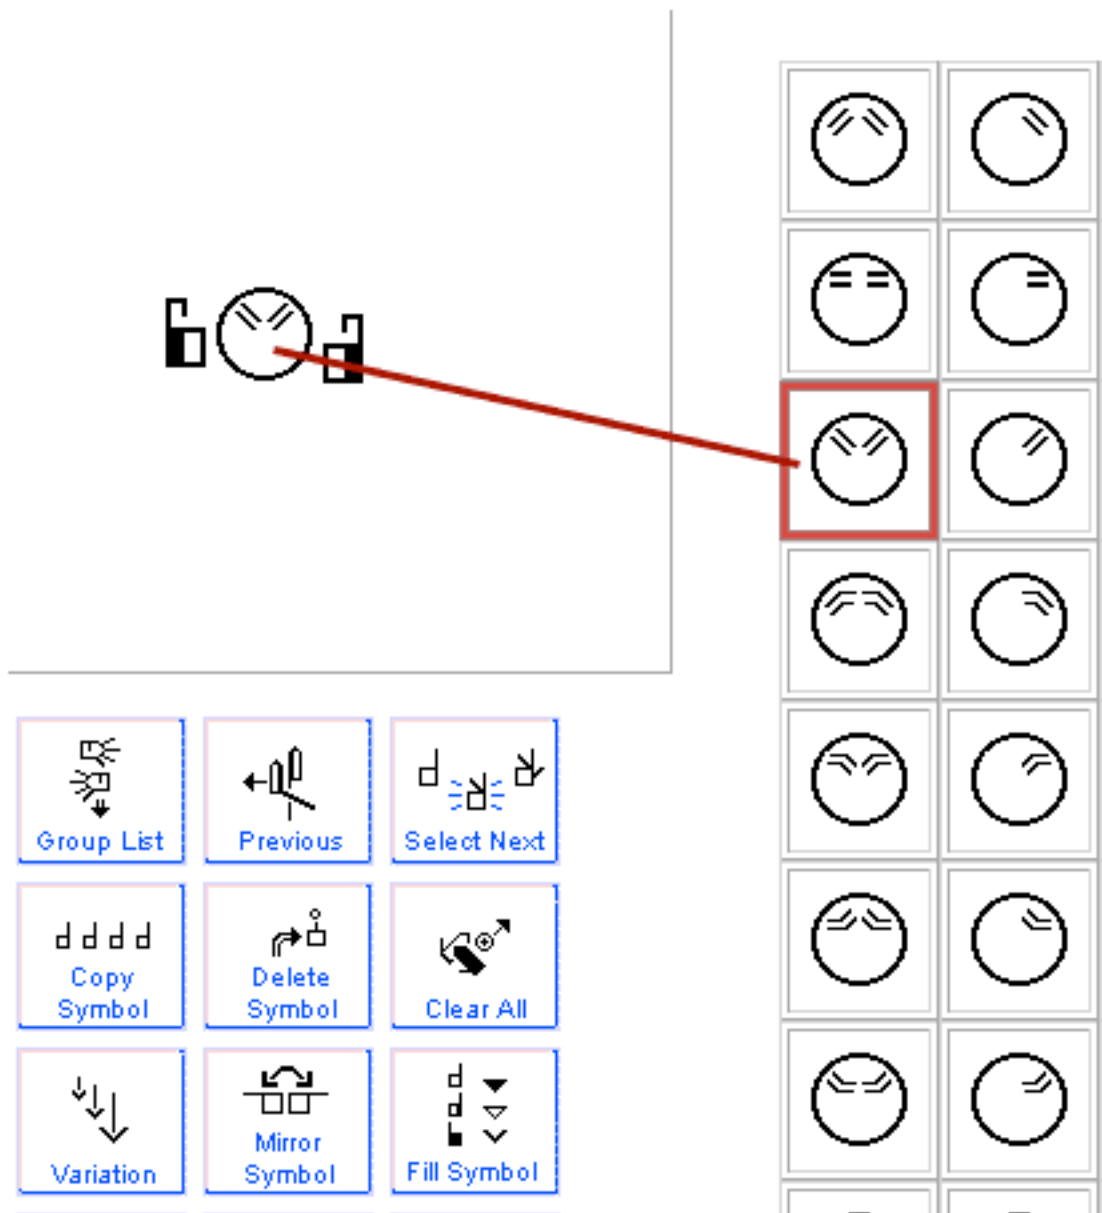 Group List
Previous
Select Next
Copy
Symbol
Delete
Symbol
Clear All
Variation
Mirror
Symbol
Fill Symbol